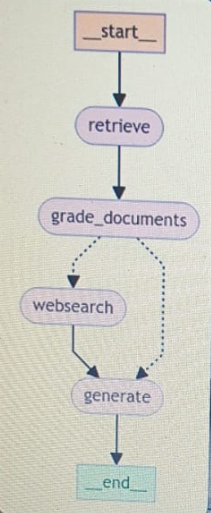 __start__
retrieve
grade_documents
websearch
generate
__end__